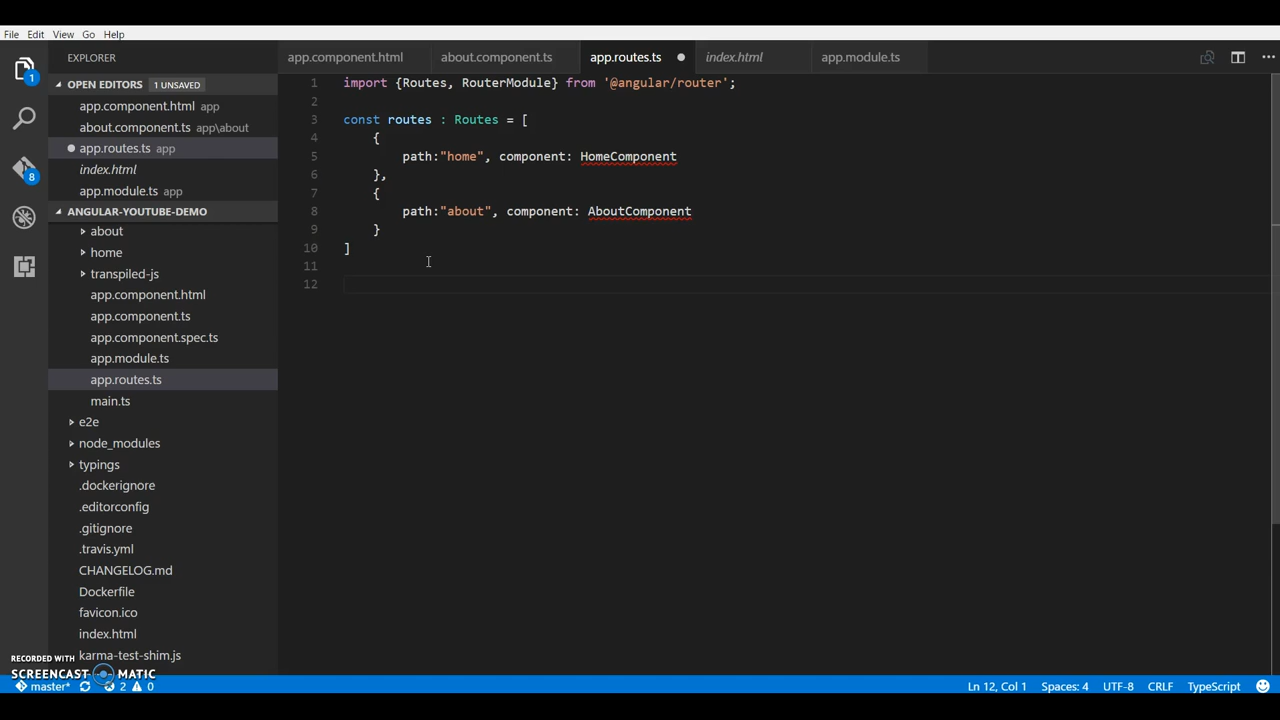 File Edit View Go Help
EXPLORER
app.component.html about.component.ts app.routes.ts index.html app.module.ts
OPEN EDITORS 1 UNSAVED
app.component.html app
about.component.ts app\about
app.routes.ts app
index.html
app.module.ts app
ANGULAR-YOUTUBE-DEMO
about
home
transpiled-js
app.component.html
app.component.ts
app.component.spec.ts
app.module.ts
app.routes.ts
main.ts
e2e
node_modules
typings
.dockerignore
.editorconfig
.gitignore
.travis.yml
CHANGELOG.md
Dockerfile
favicon.ico
index.html
karma-test-shim.js
1
8
1 import {Routes, RouterModule} from '@angular/router';
2
3 const routes : Routes = [
4 {
5 path:"home", component: HomeComponent
6 },
7 {
8 path:"about", component: AboutComponent
9 }
10 ]
11
12
RECORDED WITH
SCREENCAST MATIC
master* 2 0 Ln 12, Col 1 Spaces: 4 UTF-8 CRLF TypeScript